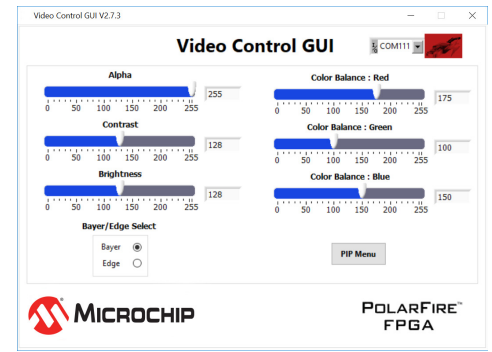 Video Control GUI V2.7.3
Video Control GUI
COM111
Alpha
255
0 50 100 150 200 255
Contrast
128
0 50 100 150 200 255
Brightness
128
0 50 100 150 200 255
Bayer/Edge Select
Bayer
Edge
Color Balance : Red
175
0 50 100 150 200 255
Color Balance : Green
100
0 50 100 150 200 255
Color Balance : Blue
150
0 50 100 150 200 255
PIP Menu
MICROCHIP
POLARFIRE™
FPGA